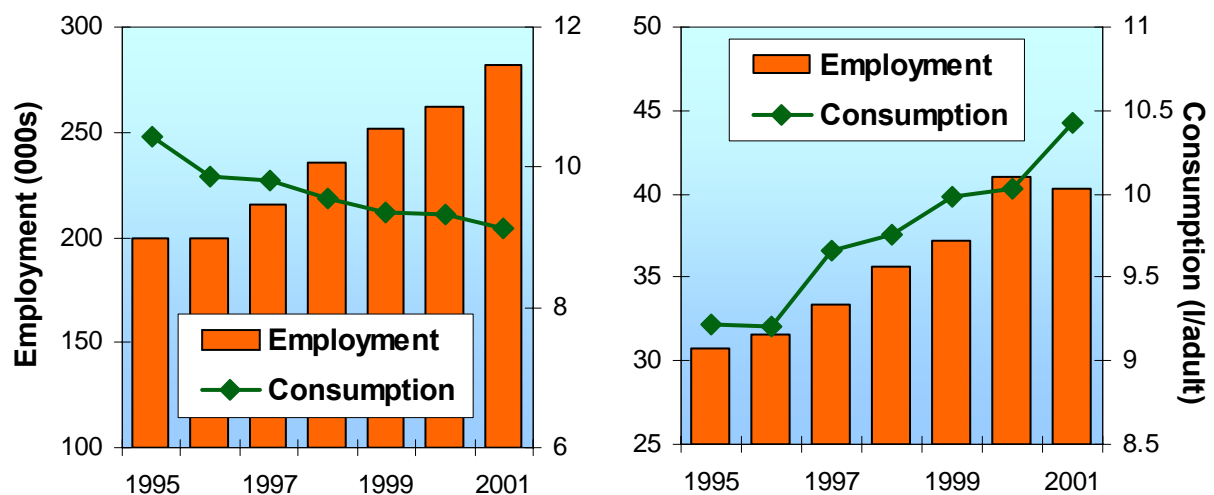 Employment (000s)
300
250
200
150
100
12
10
8
6
Employment
Consumption
1995 1997 1999 2001
50
45
40
35
30
25
Employment
Consumption
11
10.5
10
9.5
9
8.5
Consumption (l/adult)
1995 1997 1999 2001